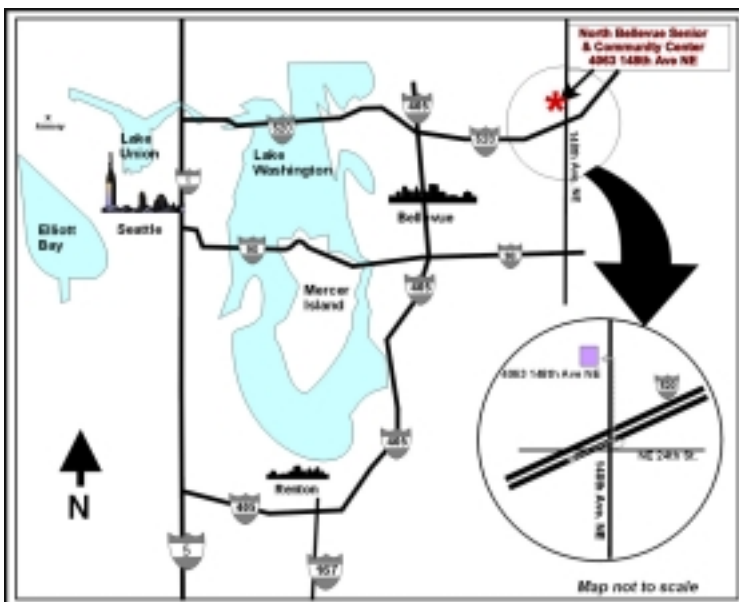 North Bellevue Senior
& Community Center
4063 148th Ave NE
405
520
520
Lake
Union
Lake
Washington
148th Ave, NE
5
Elliott
Bay
Seattle
Bellevue
90
90
Mercer
Island
405
4063 148th Ave NE
520
405
NE 24th St.
148th Ave, NE
Renton
N
405
5
167
Map not to scale